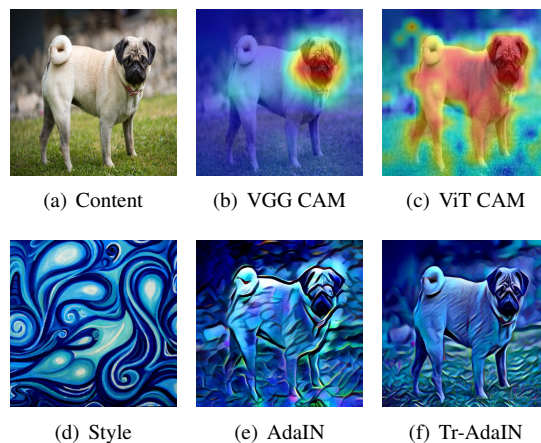 (a) Content
(b) VGG CAM
(c) ViT CAM
(d) Style
(e) AdaIN
(f) Tr-AdaIN